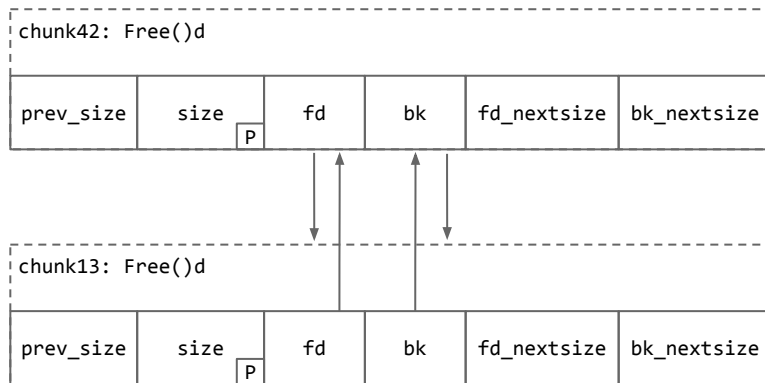 chunk42: Free()d
prev_size size P fd bk fd_nextsize bk_nextsize
chunk13: Free()d
prev_size size P fd bk fd_nextsize bk_nextsize